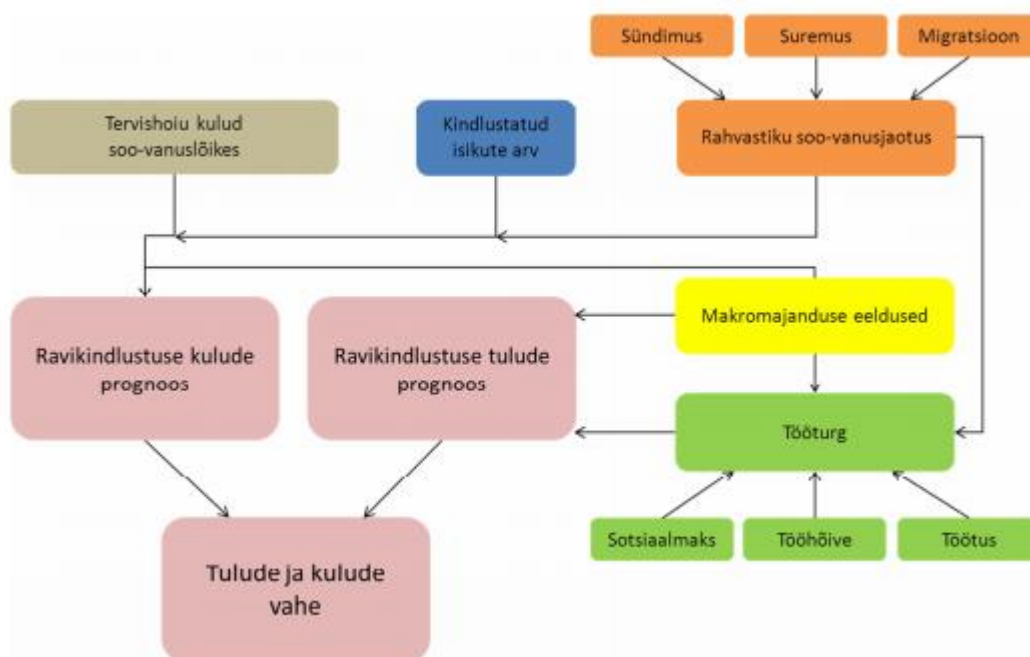 Sündimus
Suremus
Migratsioon
Tervishoiu kulud
soo-vanuslõikes
Kindlustatud
isikute arv
Rahvastiku soo-vanusjaotus
Ravikindlustuse kulude
prognoos
Ravikindlustuse tulude
prognoos
Makromajanduse eeldused
Tööturg
Sotsiaalmaks
Tööhõive
Töötus
Tulude ja kulude
vahe